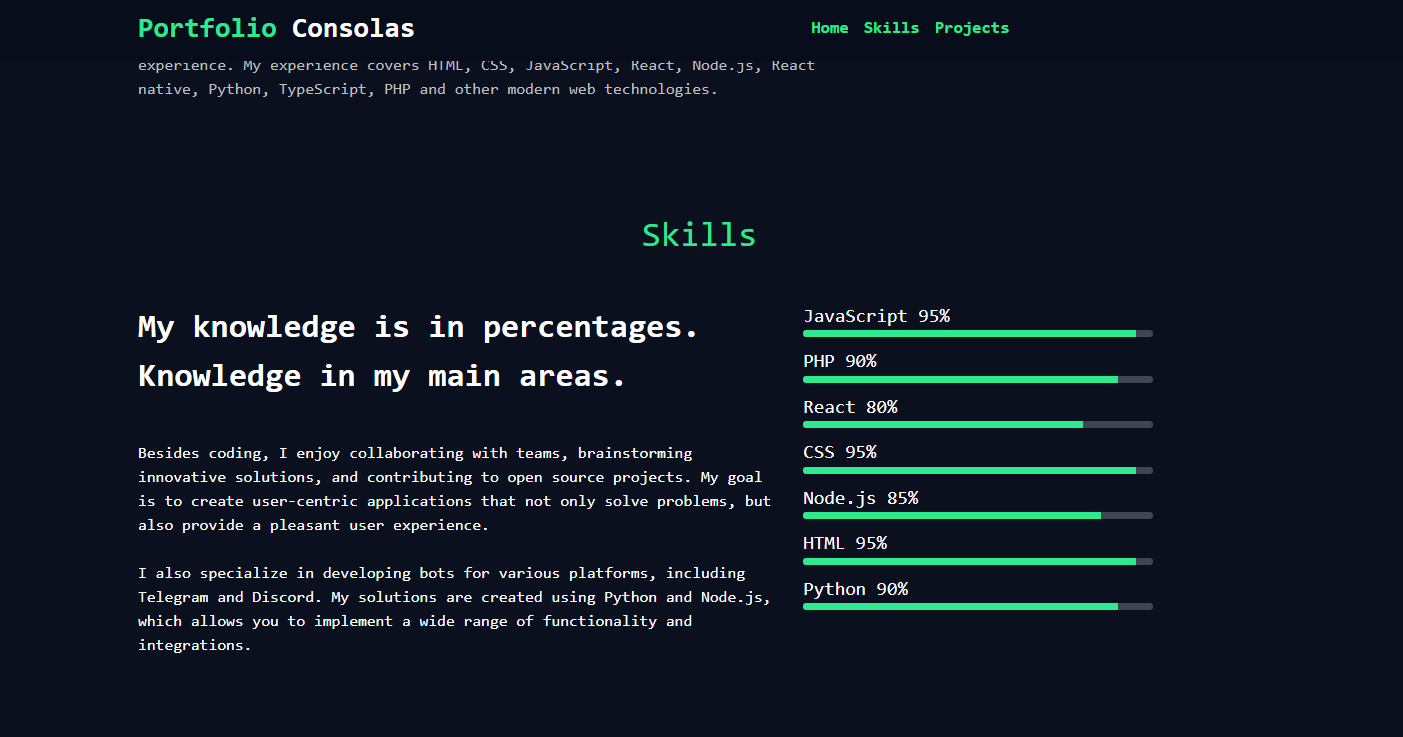 Portfolio Consolas
Home Skills Projects
experience. My experience covers HTML, CSS, JavaScript, React, Node.js, React
native, Python, TypeScript, PHP and other modern web technologies.
Skills
My knowledge is in percentages.
Knowledge in my main areas.
Besides coding, I enjoy collaborating with teams, brainstorming
innovative solutions, and contributing to open source projects. My goal
is to create user-centric applications that not only solve problems, but
also provide a pleasant user experience.
I also specialize in developing bots for various platforms, including
Telegram and Discord. My solutions are created using Python and Node.js,
which allows you to implement a wide range of functionality and
integrations.
JavaScript 95%
PHP 90%
React 80%
CSS 95%
Node.js 85%
HTML 95%
Python 90%